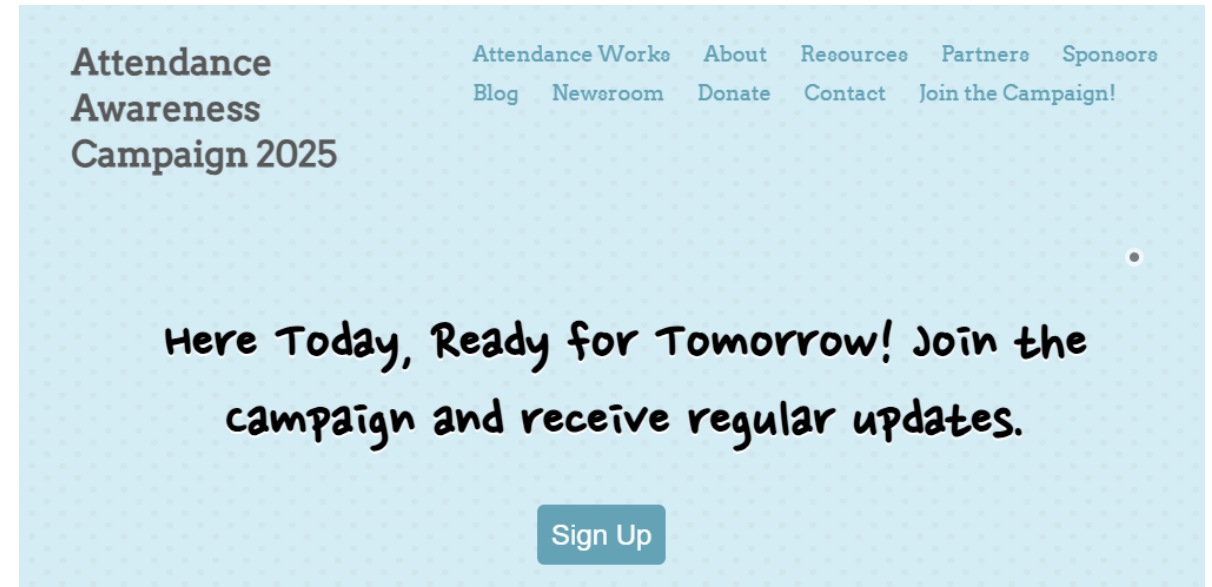 Attendance
Awareness
Campaign 2025
Attendance Works About Resources Partners Sponsors
Blog Newsroom Donate Contact Join the Campaign!
Here Today, Ready for Tomorrow! Join the
campaign and receive regular updates.
Sign Up